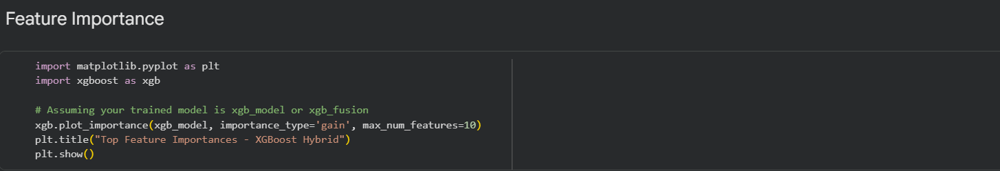 Feature Importance
import matplotlib.pyplot as plt
import xgboost as xgb
# Assuming your trained model is xgb_model or xgb_fusion
xgb.plot_importance(xgb_model, importance_type='gain', max_num_features=10)
plt.title("Top Feature Importances - XGBoost Hybrid")
plt.show()